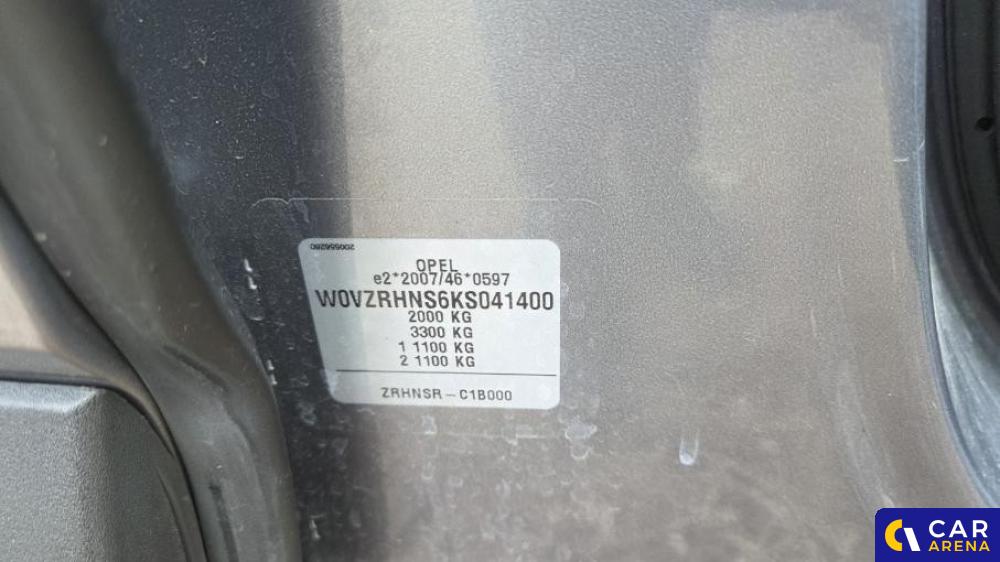 200556280
OPEL
e2*2007/46*0597
W0VZRHNS6KS041400
2000 KG
3300 KG
1 1100 KG
2 1100 KG
ZRHNSR – C1B000
CAR
ARENA